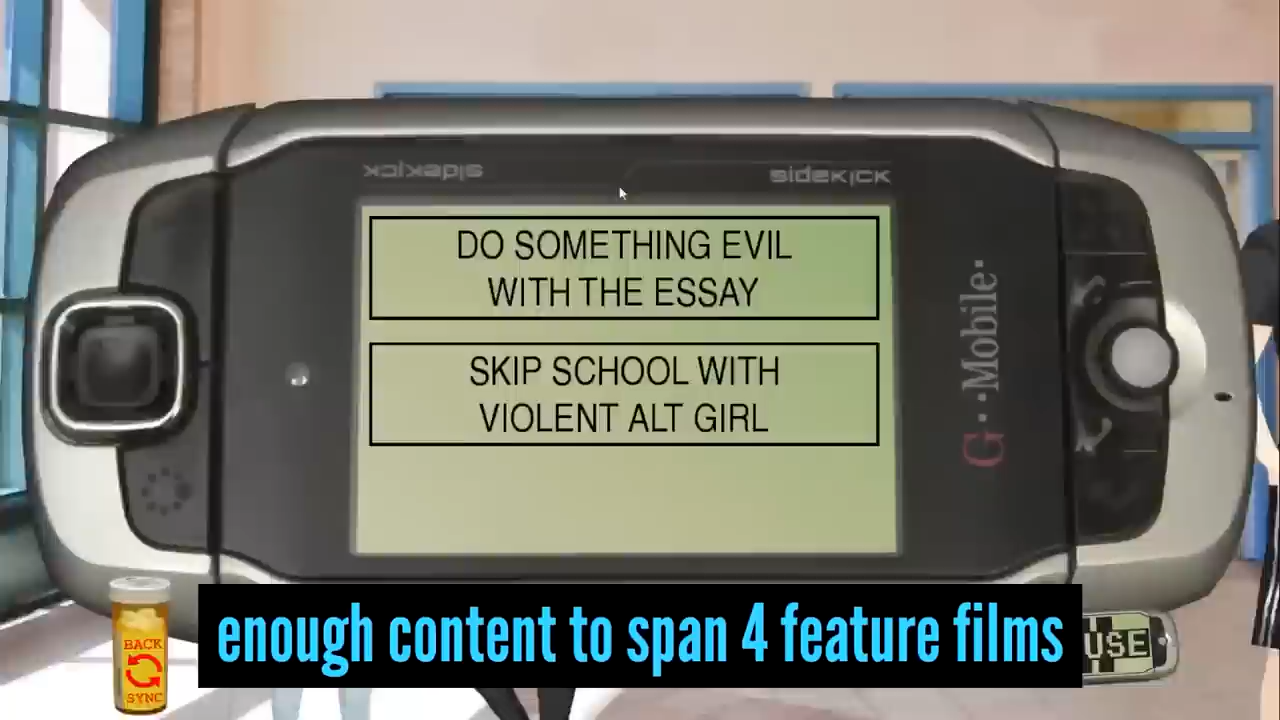 sidekick
sidekick
DO SOMETHING EVIL
WITH THE ESSAY
SKIP SCHOOL WITH
VIOLENT ALT GIRL
T··Mobile·
BACK
SYNC
USE
enough content to span 4 feature films